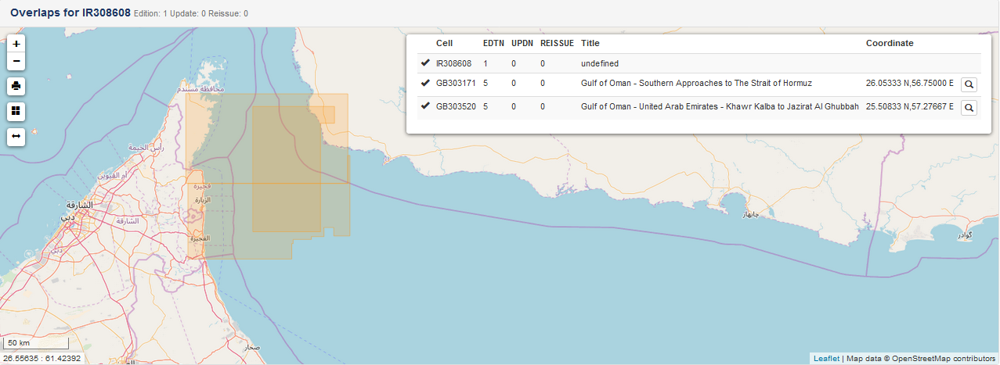 Overlaps for IR308608 Edition: 1 Update: 0 Reissue: 0
+
−
Cell EDTN UPDN REISSUE Title Coordinate
IR308608 1 0 0 undefined
GB303171 5 0 0 Gulf of Oman - Southern Approaches to The Strait of Hormuz 26.05333 N,56.75000 E
GB303520 5 0 0 Gulf of Oman - United Arab Emirates - Khawr Kalba to Jazirat Al Ghubbah 25.50833 N,57.27667 E
محافظة مسندم
رأس الخيمة
أم القيوين
فجيرة
الزبارة
الشارقة
دبي
الشارقة
چابهار
الفجيرة
گوادر
دبي
صحار
50 km
26.55635 : 61.42392
Leaflet | Map data © OpenStreetMap contributors